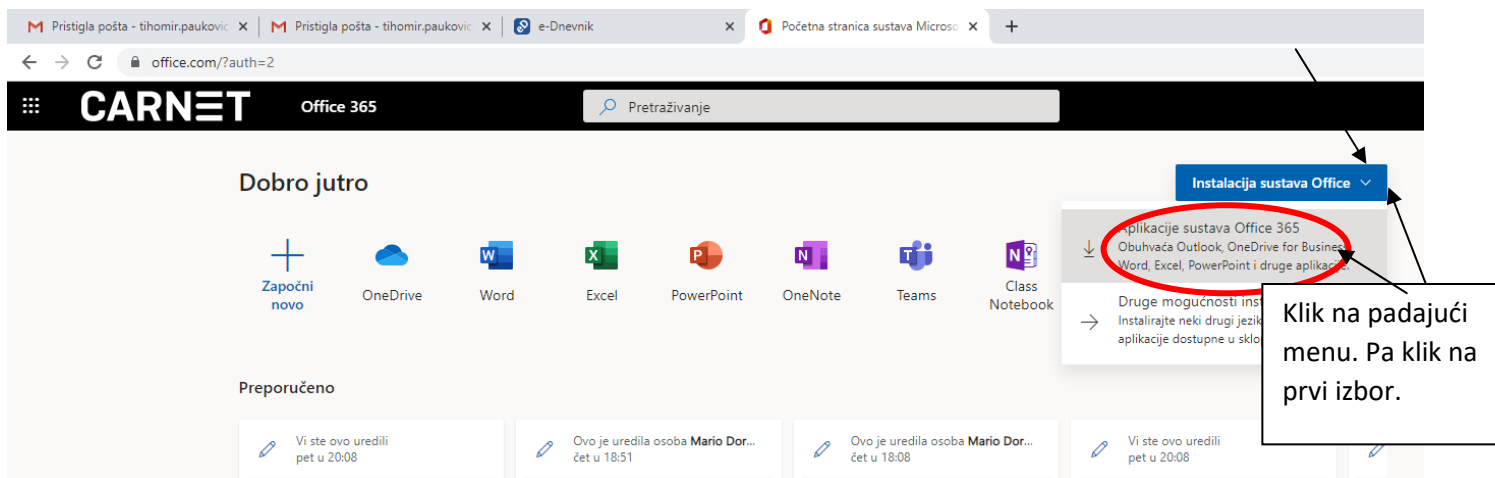 Pristigla pošta - tihomir.paukovic
Pristigla pošta - tihomir.paukovic
e-Dnevnik
Početna stranica sustava Microso
office.com/?auth=2
CARNET
Office 365
Pretraživanje
Dobro jutro
Instalacija sustava Office
Aplikacije sustava Office 365
Obuhvaća Outlook, OneDrive for Business,
Word, Excel, PowerPoint i druge aplikacije.
Započni
novo
OneDrive
Word
Excel
PowerPoint
OneNote
Teams
Class
Notebook
Druge mogućnosti inst
Instalirajte neki drugi jezik
aplikacije dostupne u sklo
Klik na padajući
menu. Pa klik na
prvi izbor.
Preporučeno
Vi ste ovo uredili
pet u 20:08
Ovo je uredila osoba Mario Dor...
čet u 18:51
Ovo je uredila osoba Mario Dor...
čet u 18:08
Vi ste ovo uredili
pet u 20:08